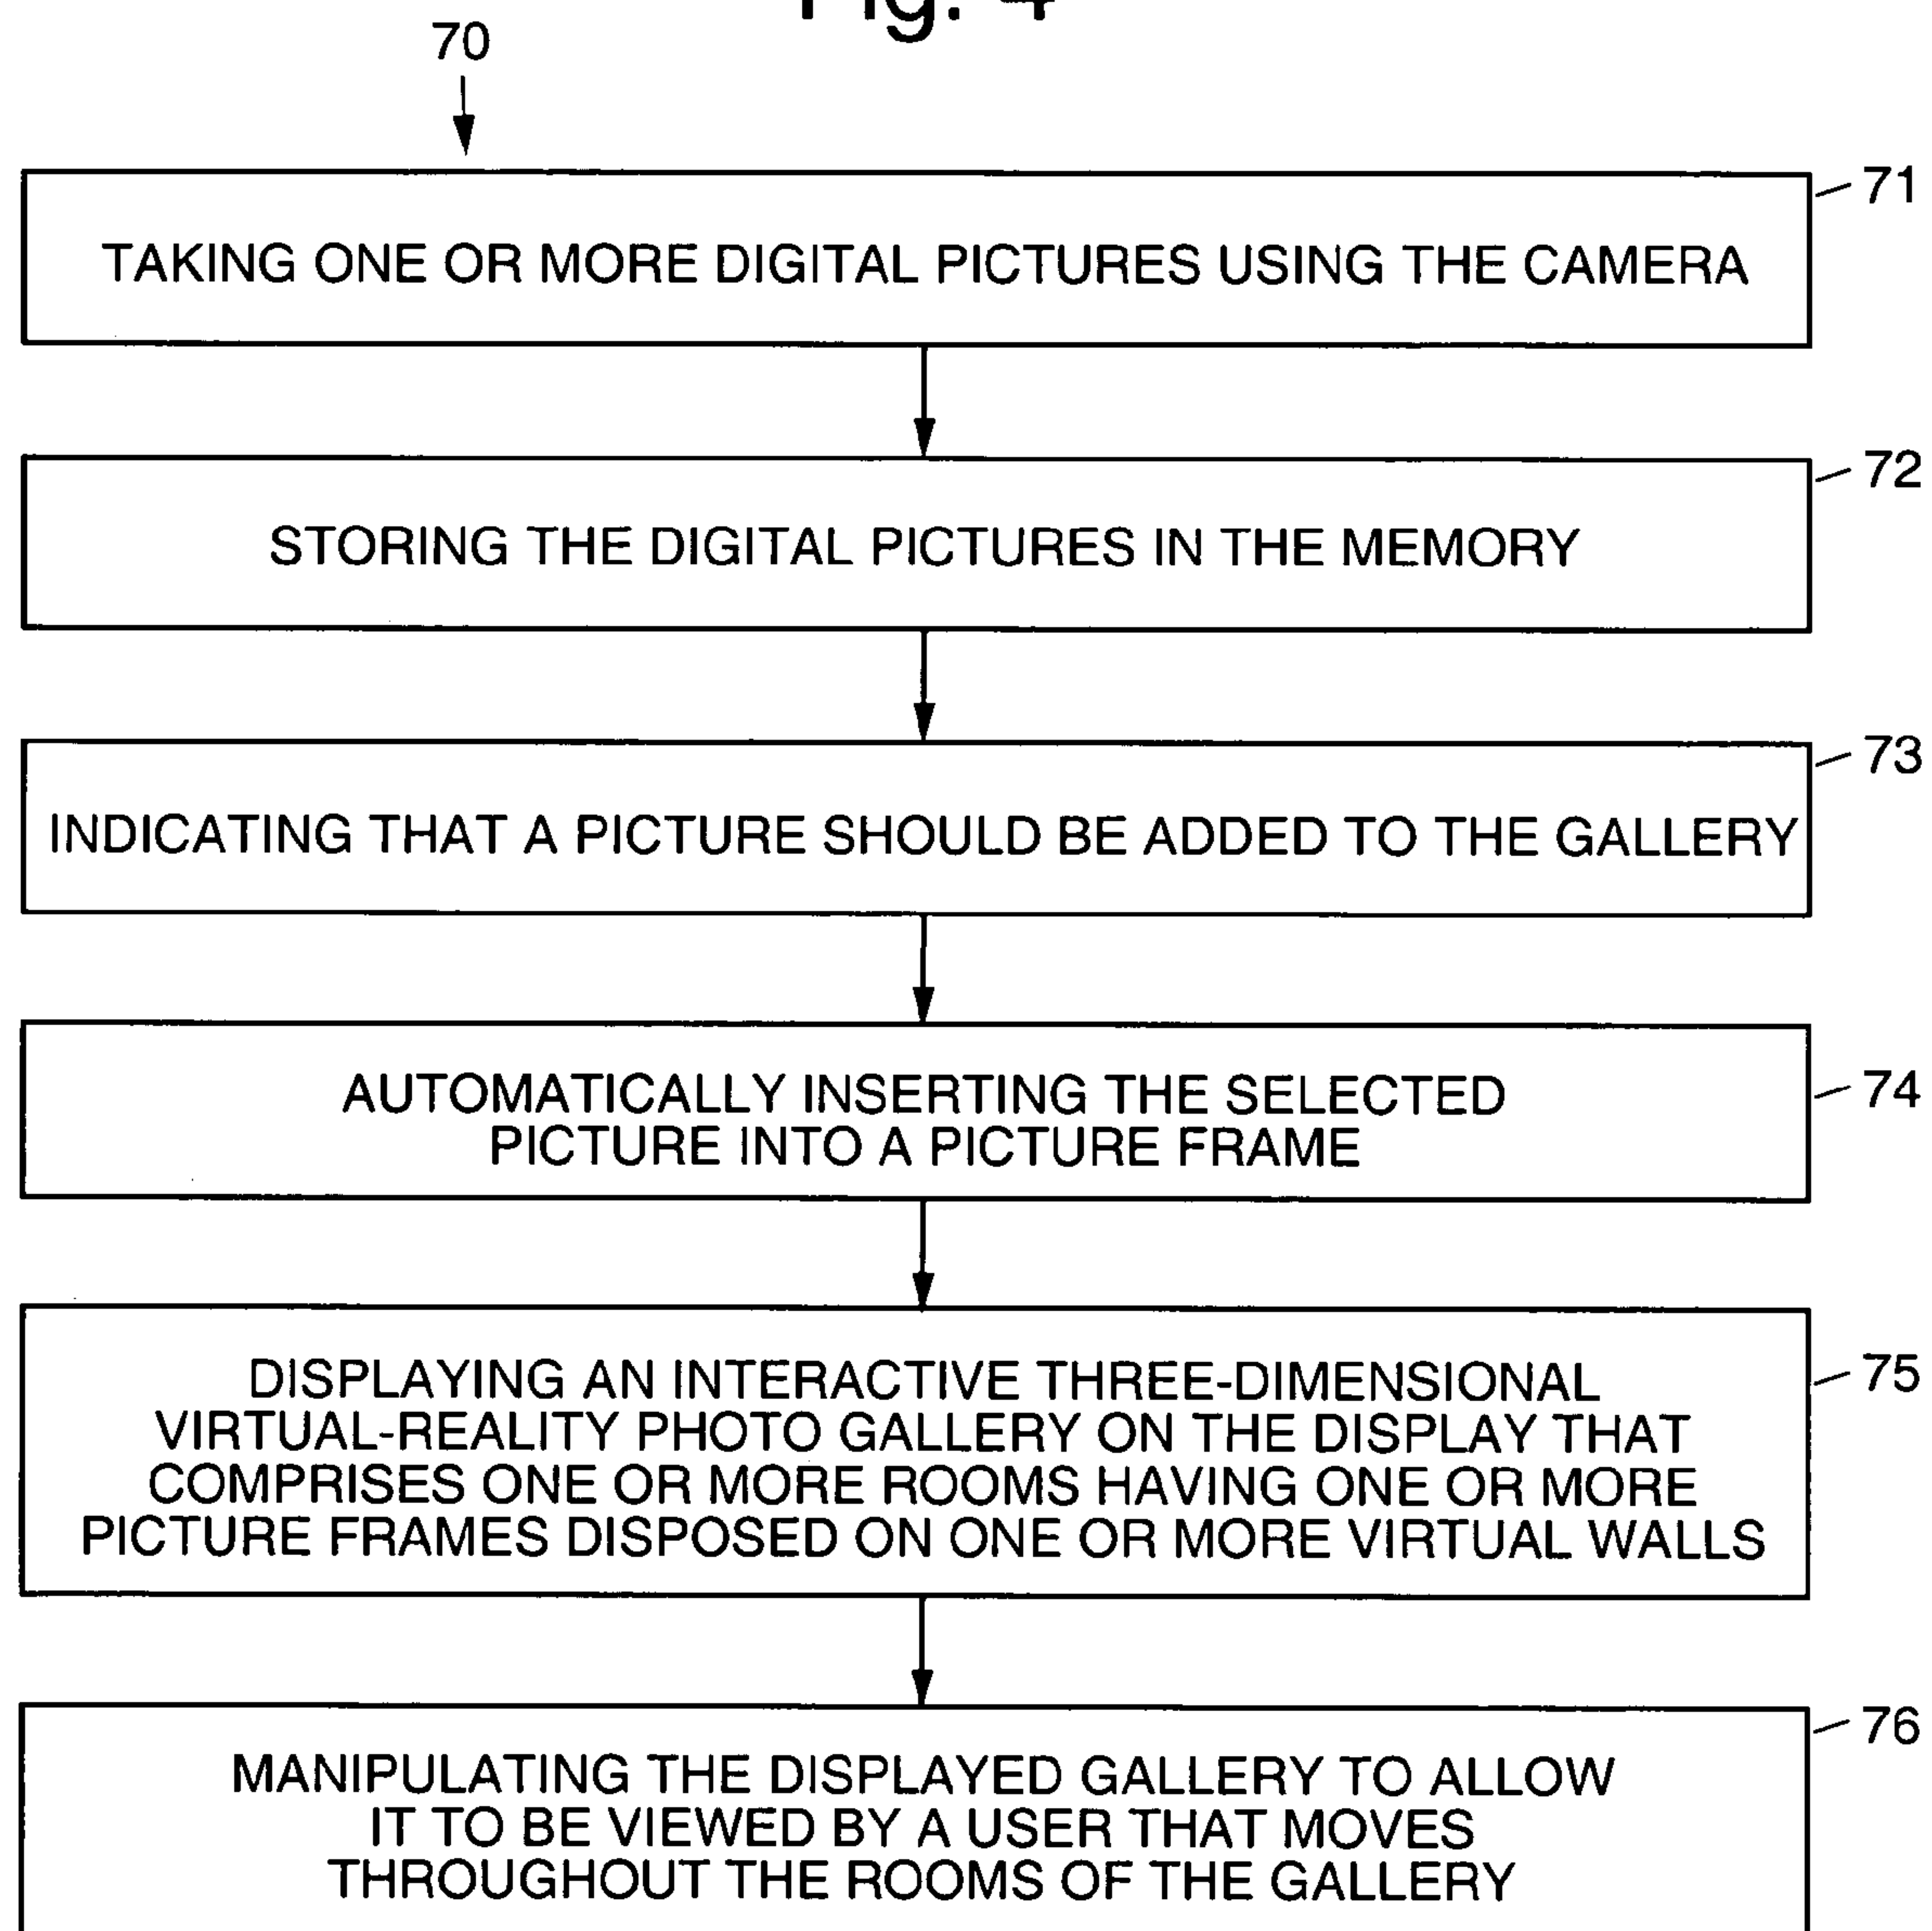 Fig. 4
70
71
TAKING ONE OR MORE DIGITAL PICTURES USING THE CAMERA
72
STORING THE DIGITAL PICTURES IN THE MEMORY
73
INDICATING THAT A PICTURE SHOULD BE ADDED TO THE GALLERY
74
AUTOMATICALLY INSERTING THE SELECTED
PICTURE INTO A PICTURE FRAME
75
DISPLAYING AN INTERACTIVE THREE-DIMENSIONAL
VIRTUAL-REALITY PHOTO GALLERY ON THE DISPLAY THAT
COMPRISES ONE OR MORE ROOMS HAVING ONE OR MORE
PICTURE FRAMES DISPOSED ON ONE OR MORE VIRTUAL WALLS
76
MANIPULATING THE DISPLAYED GALLERY TO ALLOW
IT TO BE VIEWED BY A USER THAT MOVES
THROUGHOUT THE ROOMS OF THE GALLERY